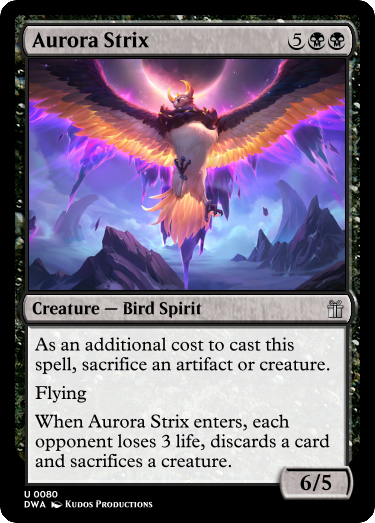 Aurora Strix 5
Creature — Bird Spirit
As an additional cost to cast this
spell, sacrifice an artifact or creature.
Flying
When Aurora Strix enters, each
opponent loses 3 life, discards a card
and sacrifices a creature.
6/5
U 0080
DWA Kudos Productions